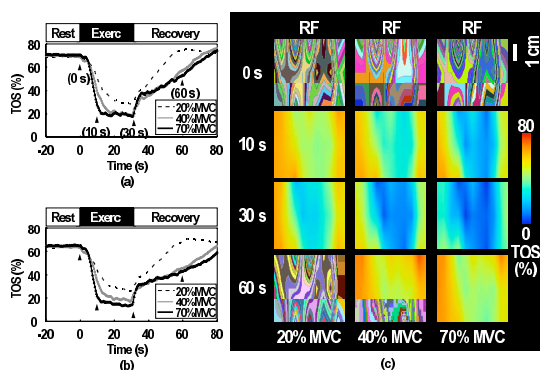 (a)
Rest Exerc Recovery
80
60
40
20
0
TOS (%)
(0 s)
(10 s)
(30 s)
(60 s)
20%MVC
40%MVC
70%MVC
-20 0 20 40 60 80
Time (s)
(a)
(b)
Rest Exerc Recovery
80
60
40
20
0
TOS (%)
20%MVC
40%MVC
70%MVC
-20 0 20 40 60 80
Time (s)
(b)
(c)
RF RF RF
1 cm
0 s
10 s
30 s
60 s
80
0
TOS
(%)
20% MVC 40% MVC 70% MVC
(c)